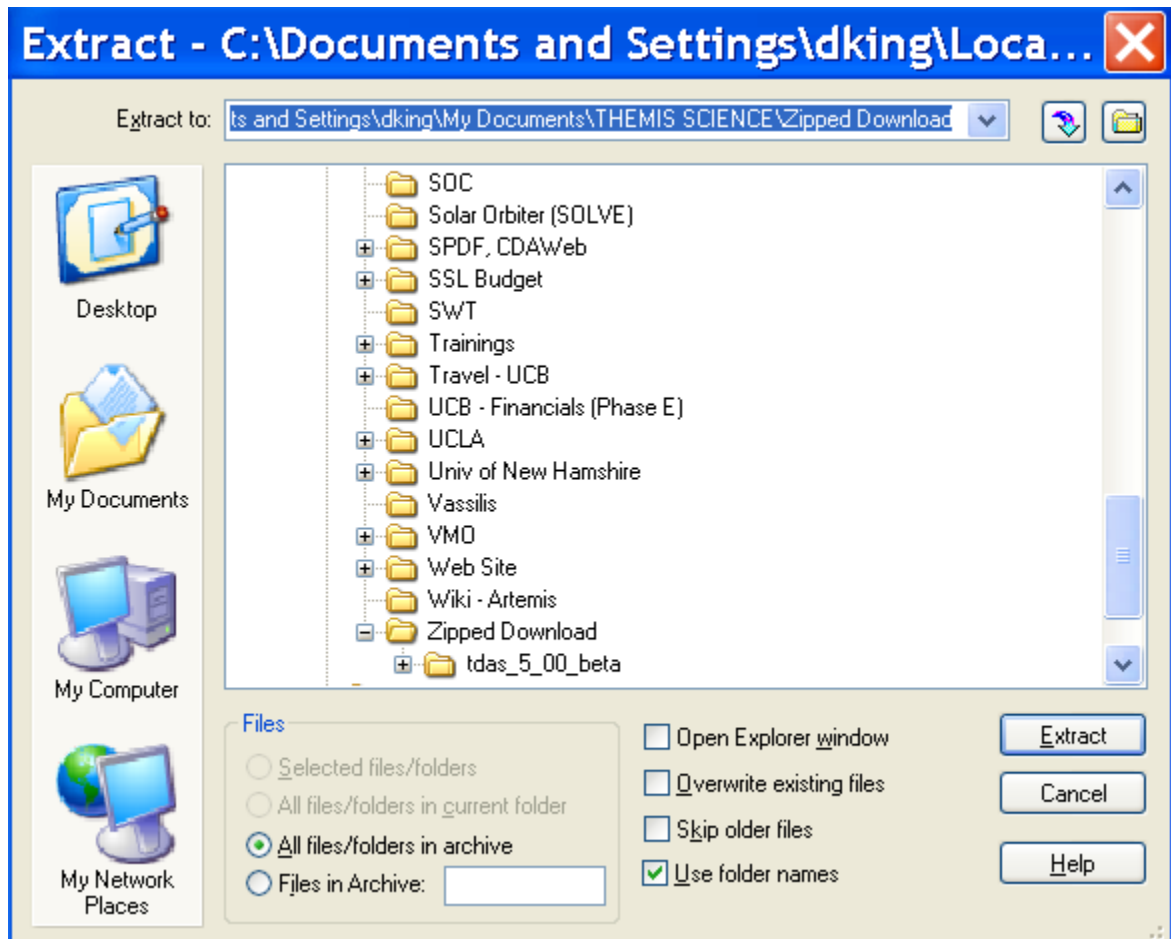 Extract - C:\Documents and Settings\dking\Loca...
Extract to: ts and Settings\dking\My Documents\THEMIS SCIENCE\Zipped Download
Desktop
My Documents
My Computer
My Network
Places
SOC
Solar Orbiter (SOLVE)
SPDF, CDAWeb
SSL Budget
SWT
Trainings
Travel - UCB
UCB - Financials (Phase E)
UCLA
Univ of New Hamshire
Vassilis
VMO
Web Site
Wiki - Artemis
Zipped Download
tdas_5_00_beta
Files
Selected files/folders
All files/folders in current folder
All files/folders in archive
Files in Archive:
Open Explorer window
Overwrite existing files
Skip older files
Use folder names
Extract
Cancel
Help